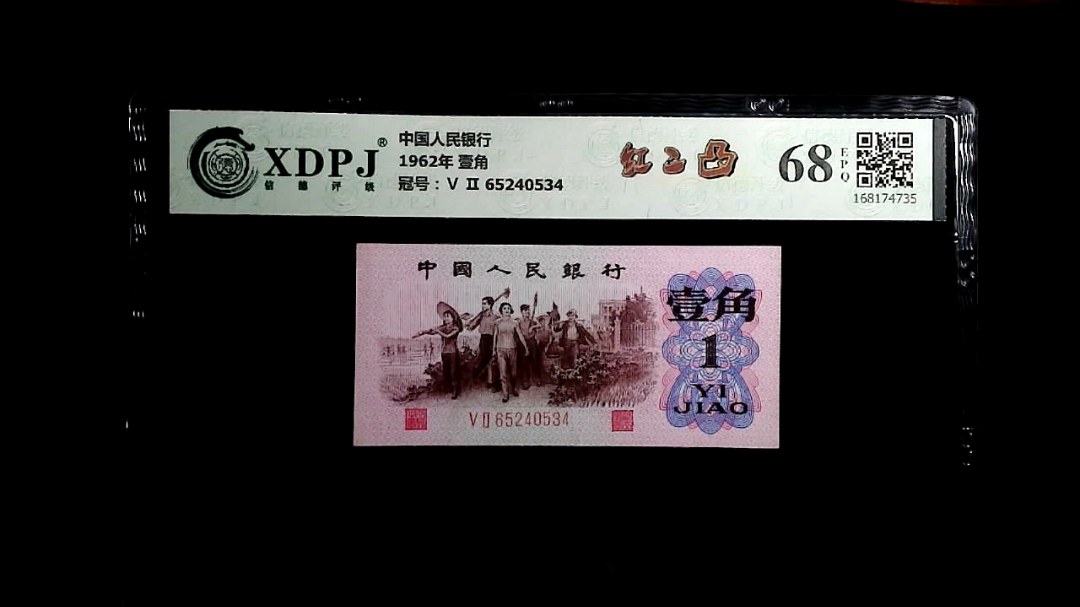 XDPJ®
信德评级
中国人民银行
1962年 壹角
冠号：V II 65240534
红二凸
68
EPQ
168174735
中國人民銀行
壹角
1
YI
JIAO
V II 65240534